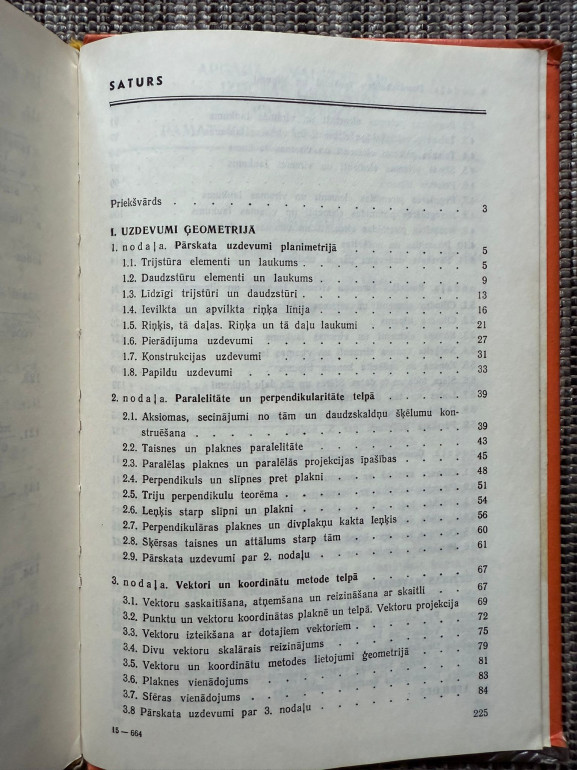 SATURS
Priekšvārds . . . . . . . . . . . . . . . . 3
I. UZDEVUMI ĢEOMETRIJĀ
1. nodaļa. Pārskata uzdevumi planimetrijā . . . . . . . 5
1.1. Trijstūra elementi un laukums . . . . . . . . . 5
1.2. Daudzstūru elementi un laukums . . . . . . . . 9
1.3. Līdzīgi trijstūri un daudzstūri . . . . . . . . . 13
1.4. Ievilkta un apvilkta riņķa līnija . . . . . . . . 16
1.5. Riņķis, tā daļas. Riņķa un tā daļu laukumi . . . . . 21
1.6. Pierādījuma uzdevumi . . . . . . . . . . . 27
1.7. Konstrukcijas uzdevumi . . . . . . . . . . 31
1.8. Papildu uzdevumi . . . . . . . . . . . . 33
2. nodaļa. Paralelitāte un perpendikularitāte telpā . . . . 39
2.1. Aksiomas, secinājumi no tām un daudzskaldņu šķēlumu kon-
struēšana . . . . . . . . . . . . . . . 39
2.2. Taisnes un plaknes paralelitāte . . . . . . . . 43
2.3. Paralēlas plaknes un paralēlās projekcijas īpašības . . . 45
2.4. Perpendikuls un slīpnes pret plakni . . . . . . . 48
2.5. Triju perpendikulu teorēma . . . . . . . . . 51
2.6. Leņķis starp slīpni un plakni . . . . . . . . . 54
2.7. Perpendikulāras plaknes un divplakņu kakta leņķis . . . 56
2.8. Šķērsas taisnes un attālums starp tām . . . . . . 60
2.9. Pārskata uzdevumi par 2. nodaļu . . . . . . . . 61
3. nodaļa. Vektori un koordinātu metode telpā . . . . . . 67
3.1. Vektoru saskaitīšana, atņemšana un reizināšana ar skaitli . . 67
3.2. Punktu un vektoru koordinātas plaknē un telpā. Vektoru projekcija 69
3.3. Vektoru izteikšana ar dotajiem vektoriem . . . . . . 72
3.4. Divu vektoru skalārais reizinājums . . . . . . . 75
3.5. Vektoru un koordinātu metodes lietojumi ģeometrijā . . . 79
3.6. Plaknes vienādojums . . . . . . . . . . . 81
3.7. Sfēras vienādojums . . . . . . . . . . . 83
3.8 Pārskata uzdevumi par 3. nodaļu . . . . . . . . 84
225
15 — 664